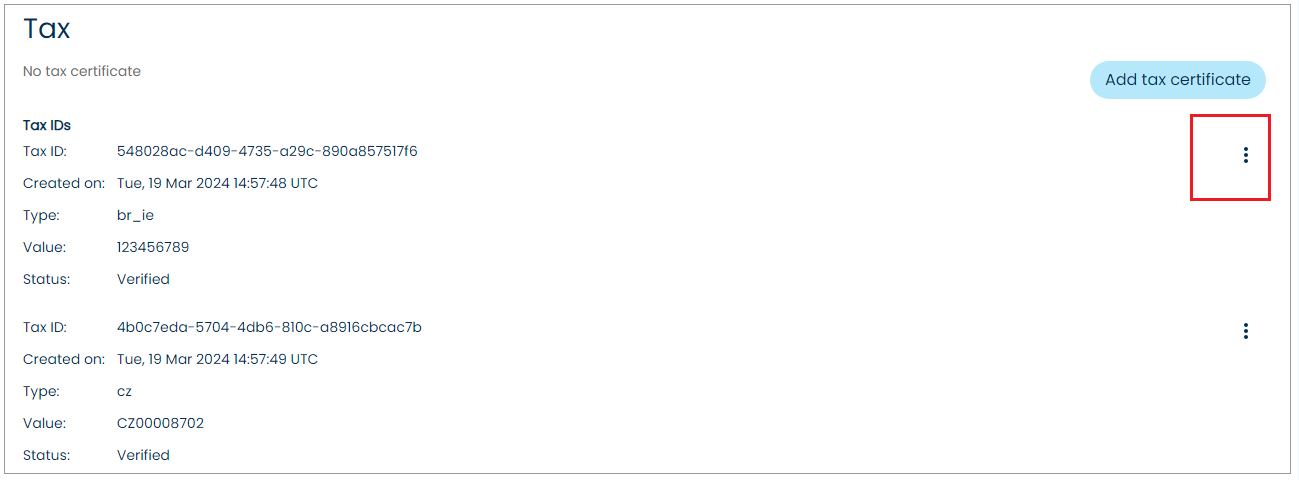 Tax
No tax certificate
Add tax certificate
Tax IDs
Tax ID: 548028ac-d409-4735-a29c-890a857517f6
Created on: Tue, 19 Mar 2024 14:57:48 UTC
Type: br_ie
Value: 123456789
Status: Verified
Tax ID: 4b0c7eda-5704-4db6-810c-a8916cbcac7b
Created on: Tue, 19 Mar 2024 14:57:49 UTC
Type: cz
Value: CZ00008702
Status: Verified